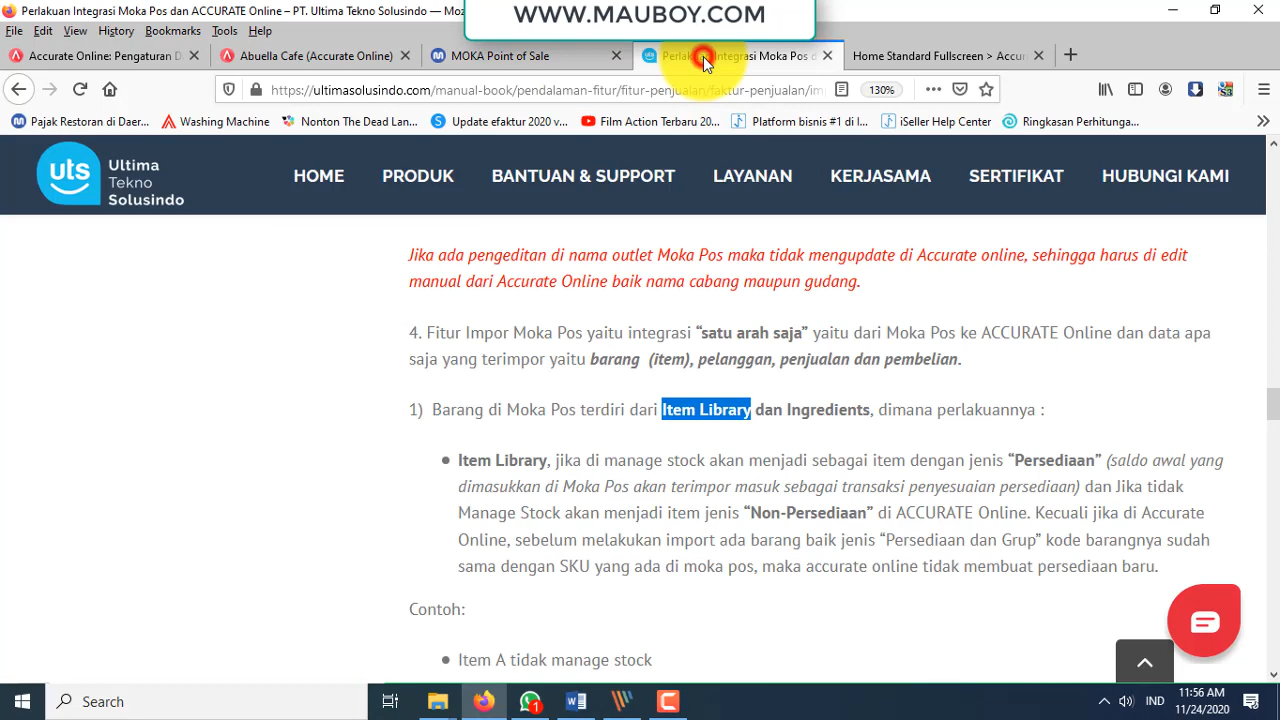 Perlakuan Integrasi Moka Pos dan ACCURATE Online – PT. Ultima Tekno Solusindo
WWW.MAUBOY.COM
File Edit View History Bookmarks Tools Help
Accurate Online: Pengaturan D
Abuella Cafe (Accurate Online)
MOKA Point of Sale
Integrasi Moka Pos d
Home Standard Fullscreen > Accur
https://ultimasolusindo.com/manual-book/pendalaman-fitur/fitur-penjualan/faktur-penjualan/im
130%
Pajak Restoran di Daer...
Washing Machine
Nonton The Dead Lan...
Update efaktur 2020 v...
Film Action Terbaru 20...
Platform bisnis #1 di I...
iSeller Help Center
Ringkasan Perhitunga...
uts Ultima
Tekno
Solusindo
HOME PRODUK BANTUAN & SUPPORT LAYANAN KERJASAMA SERTIFIKAT HUBUNGI KAMI
Jika ada pengeditan di nama outlet Moka Pos maka tidak mengupdate di Accurate online, sehingga harus di edit
manual dari Accurate Online baik nama cabang maupun gudang.
4. Fitur Impor Moka Pos yaitu integrasi “satu arah saja” yaitu dari Moka Pos ke ACCURATE Online dan data apa
saja yang terimpor yaitu barang (item), pelanggan, penjualan dan pembelian.
1) Barang di Moka Pos terdiri dari Item Library dan Ingredients, dimana perlakuannya :
Item Library, jika di manage stock akan menjadi sebagai item dengan jenis “Persediaan” (saldo awal yang
dimasukkan di Moka Pos akan terimpor masuk sebagai transaksi penyesuaian persediaan) dan Jika tidak
Manage Stock akan menjadi item jenis “Non-Persediaan” di ACCURATE Online. Kecuali jika di Accurate
Online, sebelum melakukan import ada barang baik jenis “Persediaan dan Grup” kode barangnya sudah
sama dengan SKU yang ada di moka pos, maka accurate online tidak membuat persediaan baru.
Contoh:
Item A tidak manage stock
Search
1
IND
11:56 AM
11/24/2020